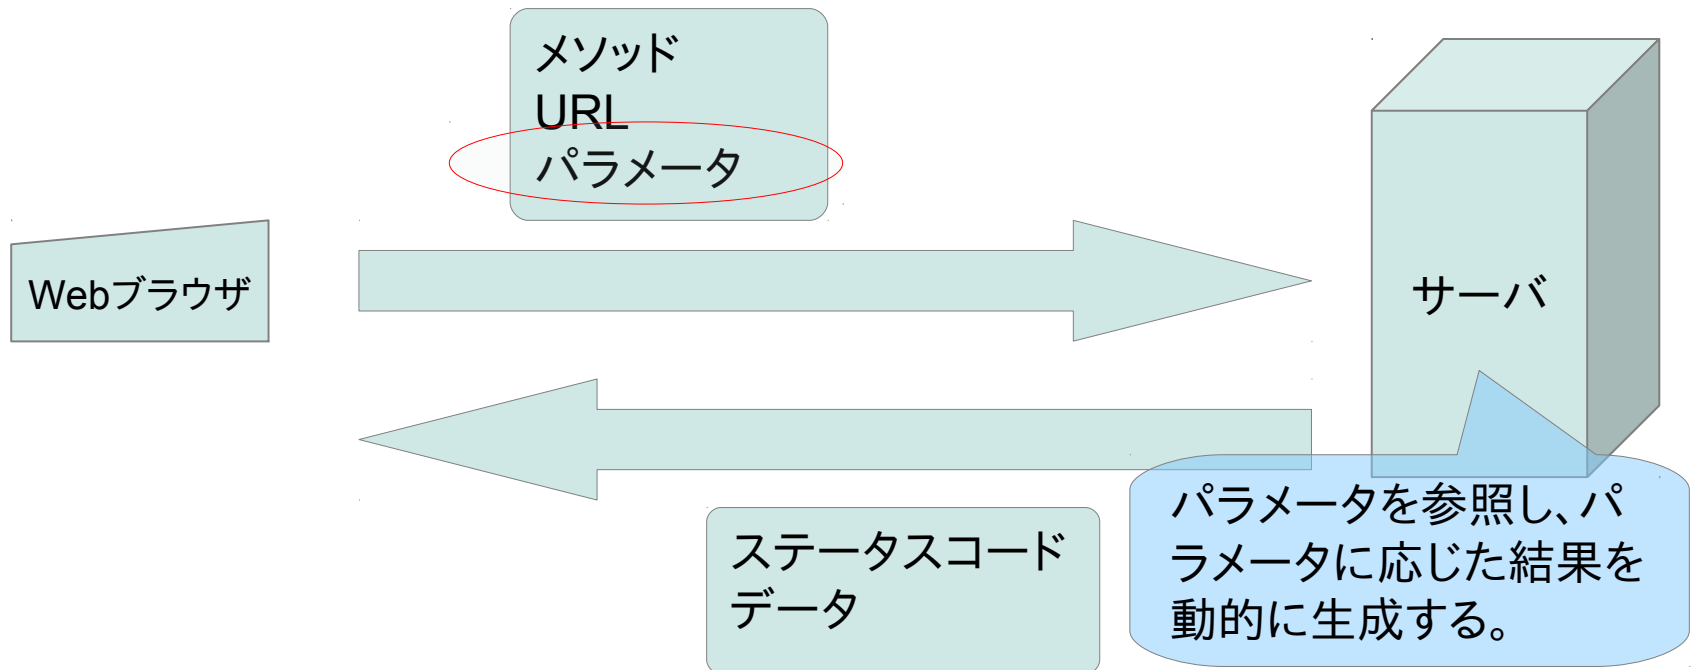 メソッド
URL
パラメータ
Webブラウザ
サーバ
ステータスコード
データ
パラメータを参照し、パ
ラメータに応じた結果を
動的に生成する。